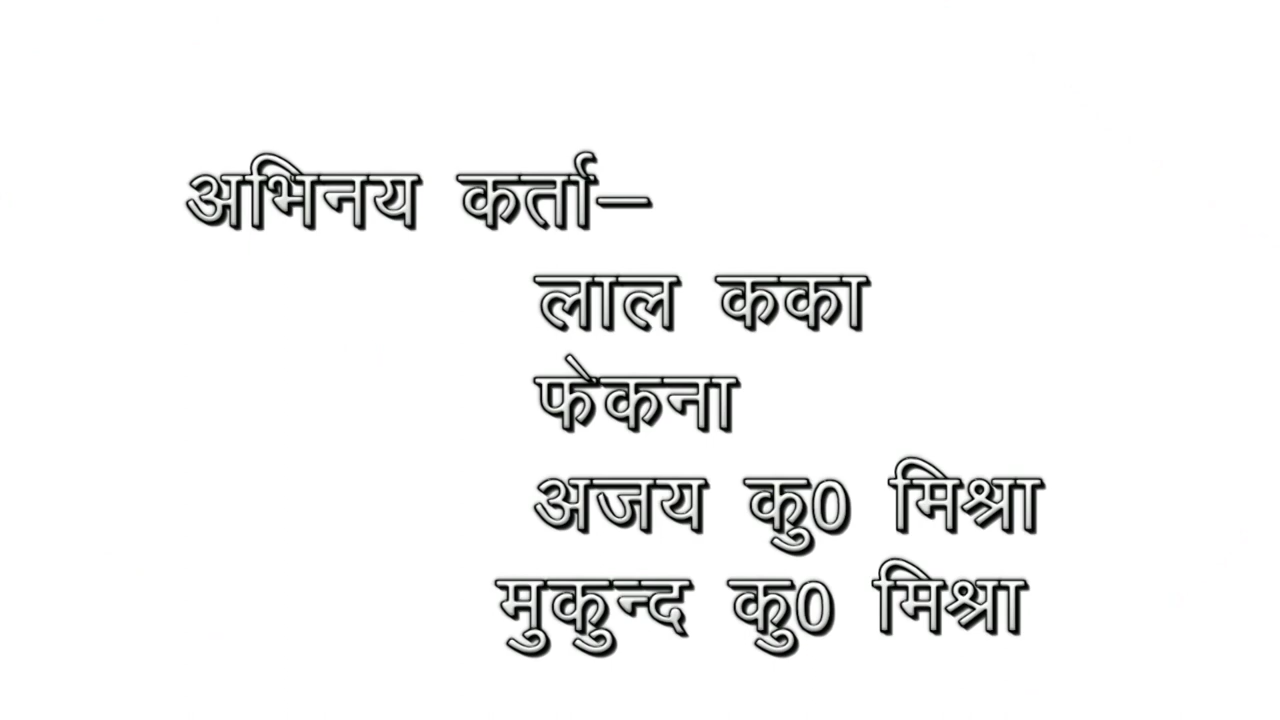 अभिनय कर्ता—
लाल कका
फेकना
अजय कु0 मिश्रा
मुकुन्द कु0 मिश्रा